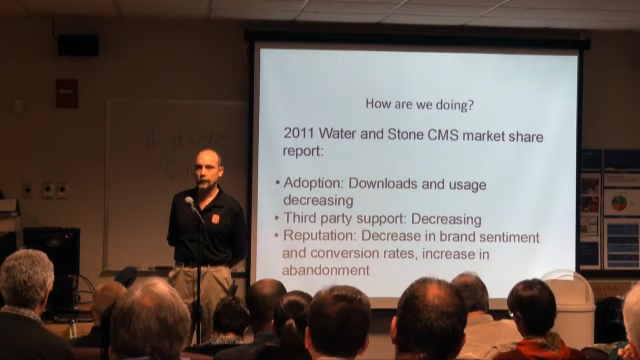 How are we doing?
2011 Water and Stone CMS market share
report:
• Adoption: Downloads and usage
decreasing
• Third party support: Decreasing
• Reputation: Decrease in brand sentiment
and conversion rates, increase in
abandonment